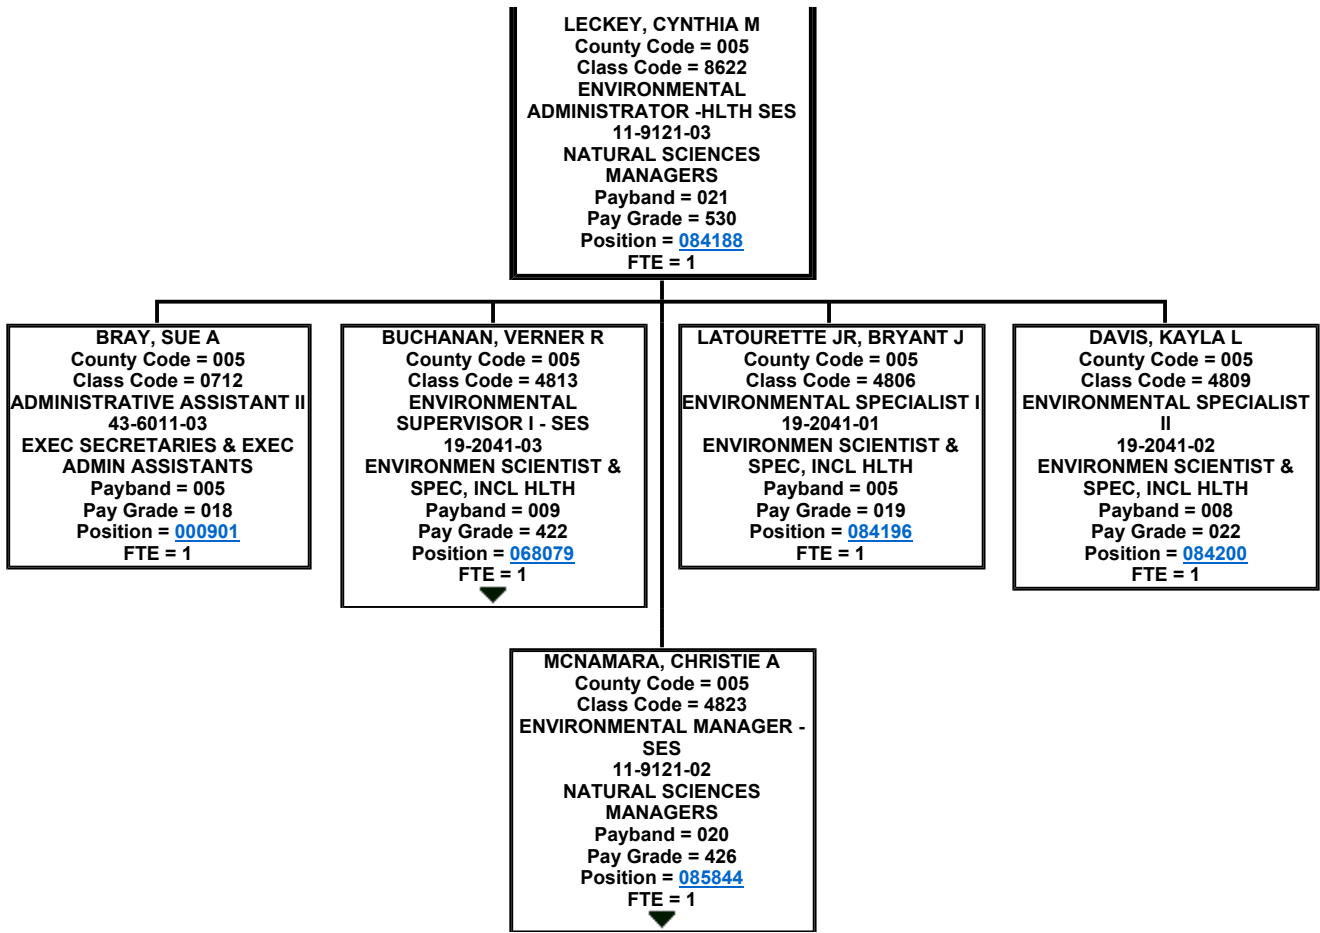 LECKEY, CYNTHIA M
County Code = 005
Class Code = 8622
ENVIRONMENTAL
ADMINISTRATOR -HLTH SES
11-9121-03
NATURAL SCIENCES
MANAGERS
Payband = 021
Pay Grade = 530
Position = 084188
FTE = 1
BRAY, SUE A
County Code = 005
Class Code = 0712
ADMINISTRATIVE ASSISTANT II
43-6011-03
EXEC SECRETARIES & EXEC
ADMIN ASSISTANTS
Payband = 005
Pay Grade = 018
Position = 000901
FTE = 1
BUCHANAN, VERNER R
County Code = 005
Class Code = 4813
ENVIRONMENTAL
SUPERVISOR I - SES
19-2041-03
ENVIRONMEN SCIENTIST &
SPEC, INCL HLTH
Payband = 009
Pay Grade = 422
Position = 068079
FTE = 1
LATOURETTE JR, BRYANT J
County Code = 005
Class Code = 4806
ENVIRONMENTAL SPECIALIST I
19-2041-01
ENVIRONMEN SCIENTIST &
SPEC, INCL HLTH
Payband = 005
Pay Grade = 019
Position = 084196
FTE = 1
DAVIS, KAYLA L
County Code = 005
Class Code = 4809
ENVIRONMENTAL SPECIALIST
II
19-2041-02
ENVIRONMEN SCIENTIST &
SPEC, INCL HLTH
Payband = 008
Pay Grade = 022
Position = 084200
FTE = 1
MCNAMARA, CHRISTIE A
County Code = 005
Class Code = 4823
ENVIRONMENTAL MANAGER -
SES
11-9121-02
NATURAL SCIENCES
MANAGERS
Payband = 020
Pay Grade = 426
Position = 085844
FTE = 1